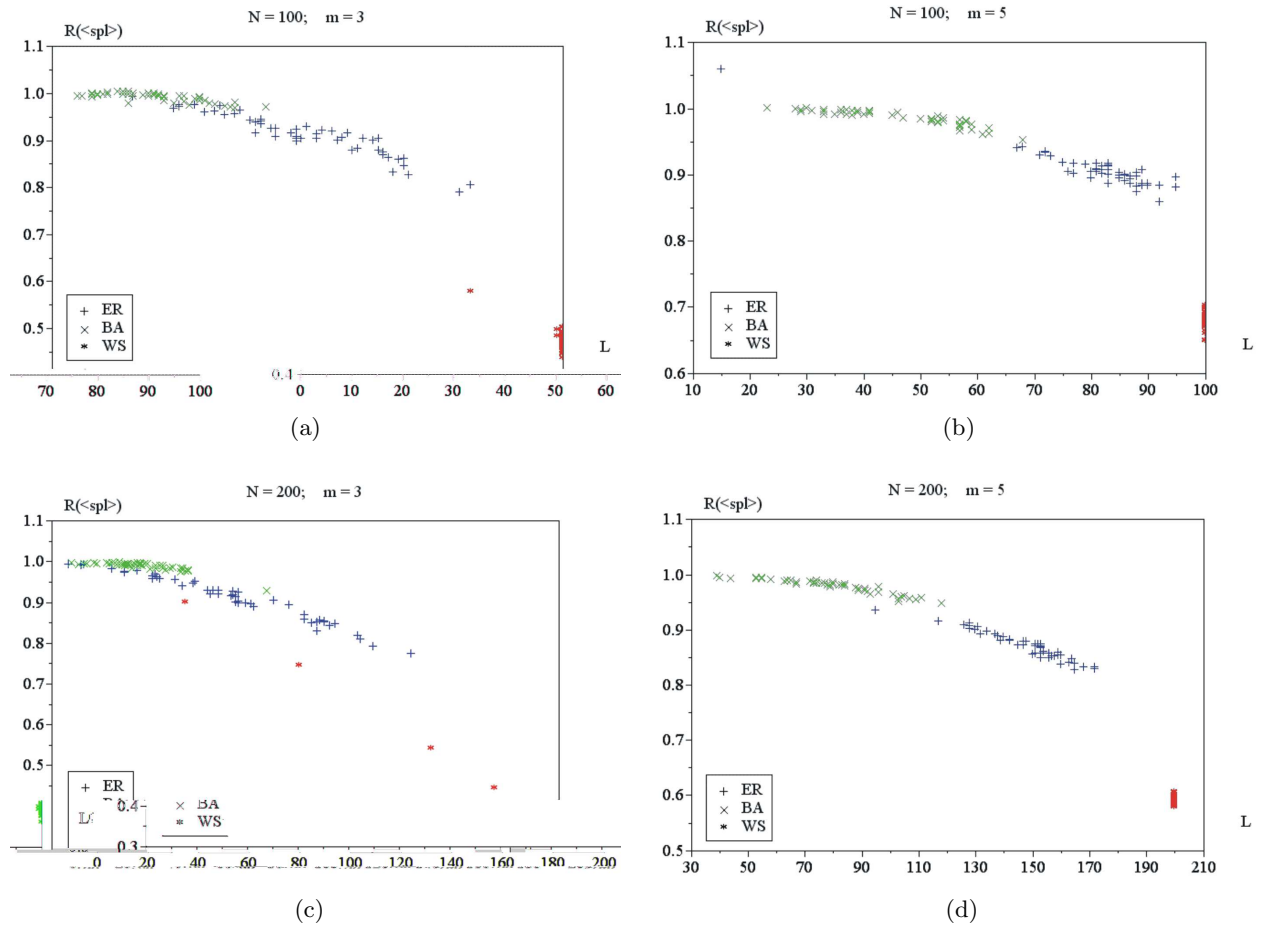 N = 100; m = 3
R(<spl>)
1.1
1.0
0.9
0.8
0.7
0.6
0.5
0.4
ER
BA
WS
L
70 80 90 100 0 10 20 30 40 50 60
(a)
N = 100; m = 5
R(<spl>)
1.1
1.0
0.9
0.8
0.7
0.6
ER
BA
WS
L
10 20 30 40 50 60 70 80 90 100
(b)
N = 200; m = 3
R(<spl>)
1.1
1.0
0.9
0.8
0.7
0.6
0.5
ER
0.4
BA
WS
0.3
0 20 40 60 80 100 120 140 160 180 200
(c)
N = 200; m = 5
R(<spl>)
1.1
1.0
0.9
0.8
0.7
0.6
0.5
ER
BA
WS
L
30 50 70 90 110 130 150 170 190 210
(d)